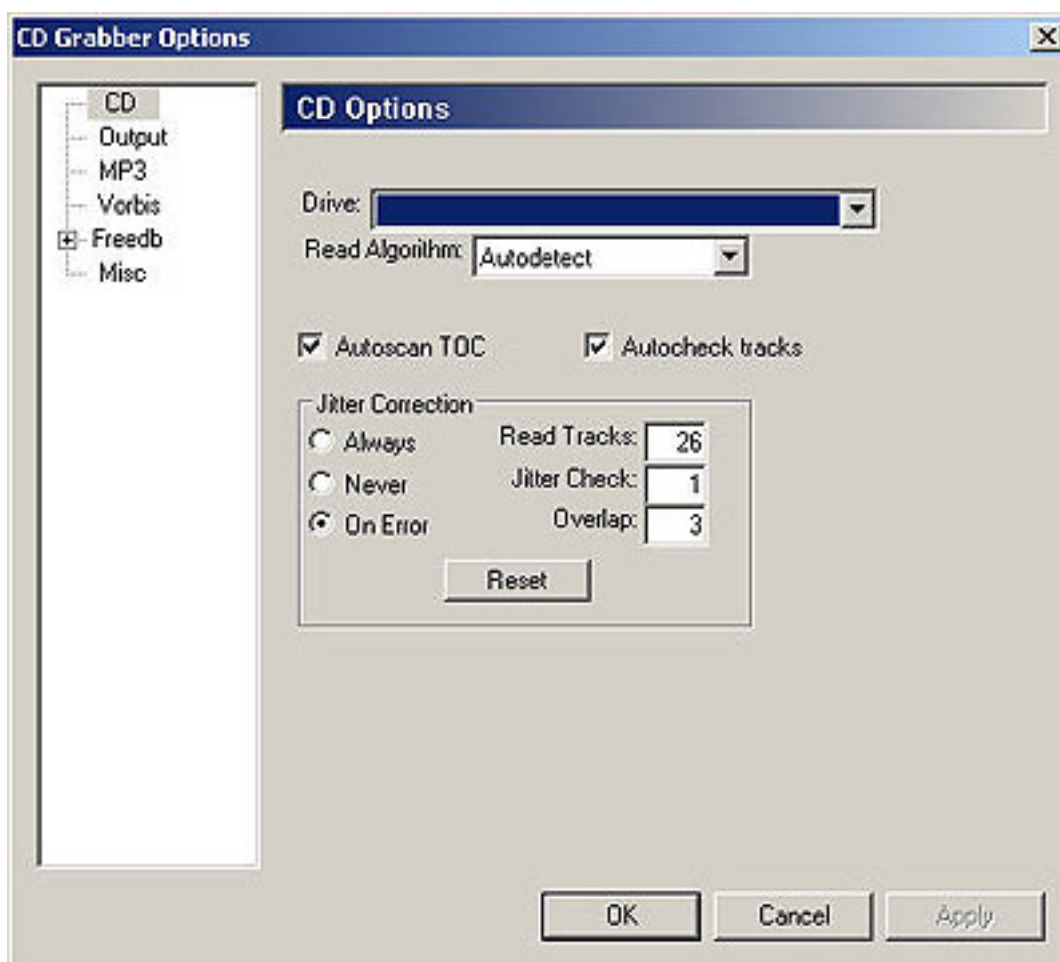 CD Grabber Options
CD
Output
MP3
Vorbis
Freedb
Misc
CD Options
Drive:
Read Algorithm: Autodetect
Autoscan TOC Autocheck tracks
Jitter Correction
Always Read Tracks: 26
Never Jitter Check: 1
On Error Overlap: 3
Reset
OK Cancel Apply